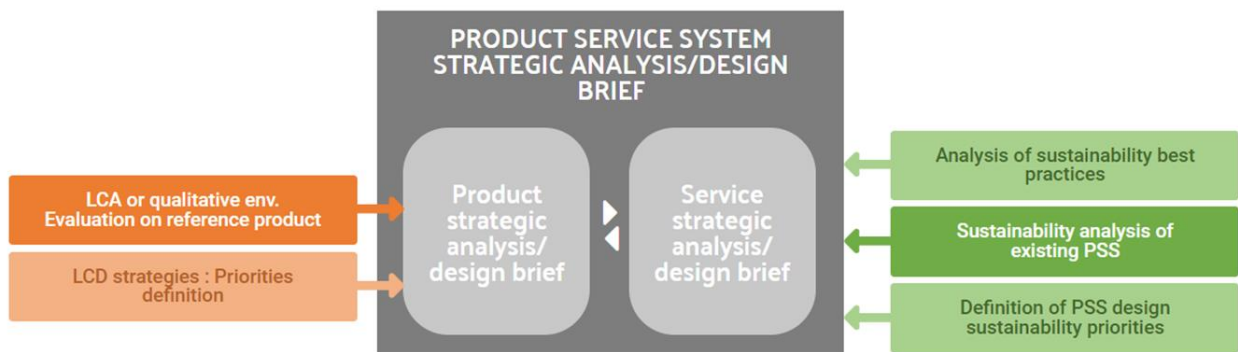 PRODUCT SERVICE SYSTEM
STRATEGIC ANALYSIS/DESIGN
BRIEF
LCA or qualitative env.
Evaluation on reference product
LCD strategies : Priorities
definition
Product
strategic
analysis/
design brief
Service
strategic
analysis/
design brief
Analysis of sustainability best
practices
Sustainability analysis of
existing PSS
Definition of PSS design
sustainability priorities